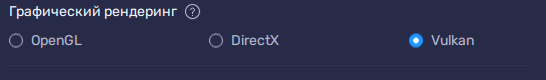 Графический рендеринг ?
OpenGL DirectX Vulkan